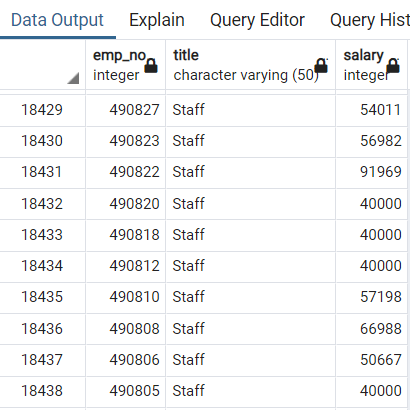 Data Output Explain Query Editor Query Hist
emp_no title salary
integer character varying (50) integer
18429 490827 Staff 54011
18430 490823 Staff 56982
18431 490822 Staff 91969
18432 490820 Staff 40000
18433 490818 Staff 40000
18434 490812 Staff 40000
18435 490810 Staff 57198
18436 490808 Staff 66988
18437 490806 Staff 50667
18438 490805 Staff 40000